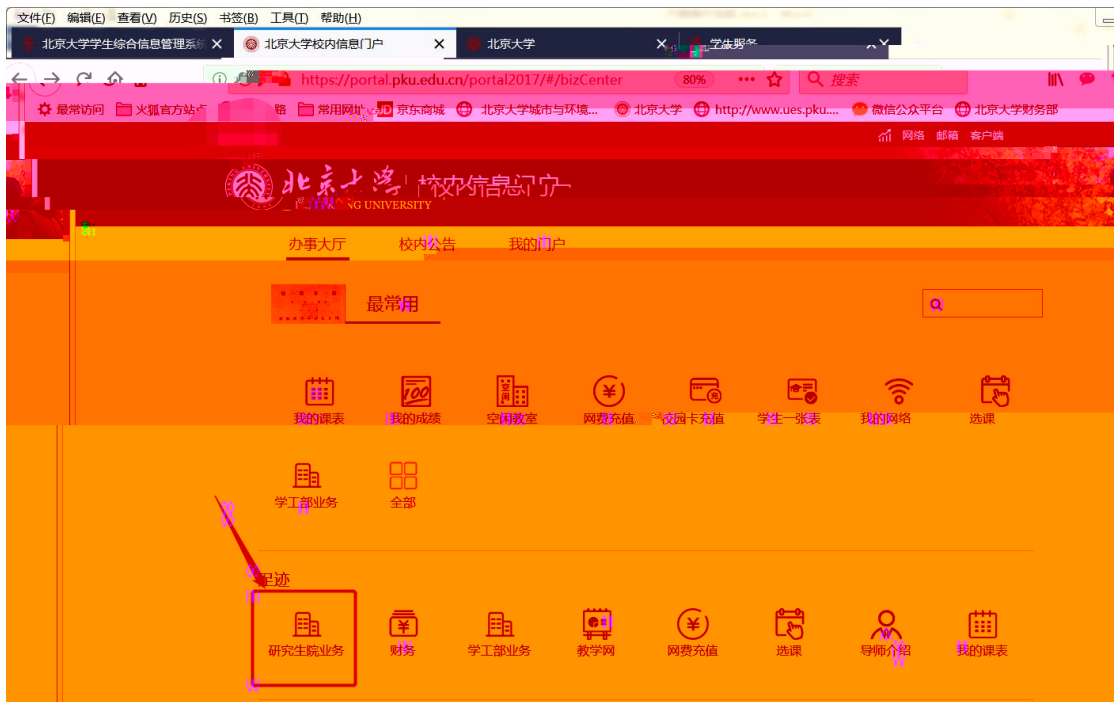 文件(F) 编辑(E) 查看(V) 历史(S) 书签(B) 工具(T) 帮助(H)
北京大学学生综合信息管理系统 北京大学校内信息门户 北京大学 学生服务
https://portal.pku.edu.cn/portal2017/#/bizCenter 80% 搜索
最常访问 火狐官方站点 常用网址 京东商城 北京大学城市与环境... 北京大学 http://www.ues.pku.... 微信公众平台 北京大学财务部
网络 邮箱 客户端
北京大学 校内信息门户
UNIVERSITY
办事大厅 校内公告 我的门户
最常用
我的课表 我的成绩 空闲教室 网费充值 校园卡充值 学生一张表 我的网络 选课
学工部业务 全部
足迹
研究生院业务 财务 学工部业务 教学网 网费充值 选课 导师介绍 我的课表